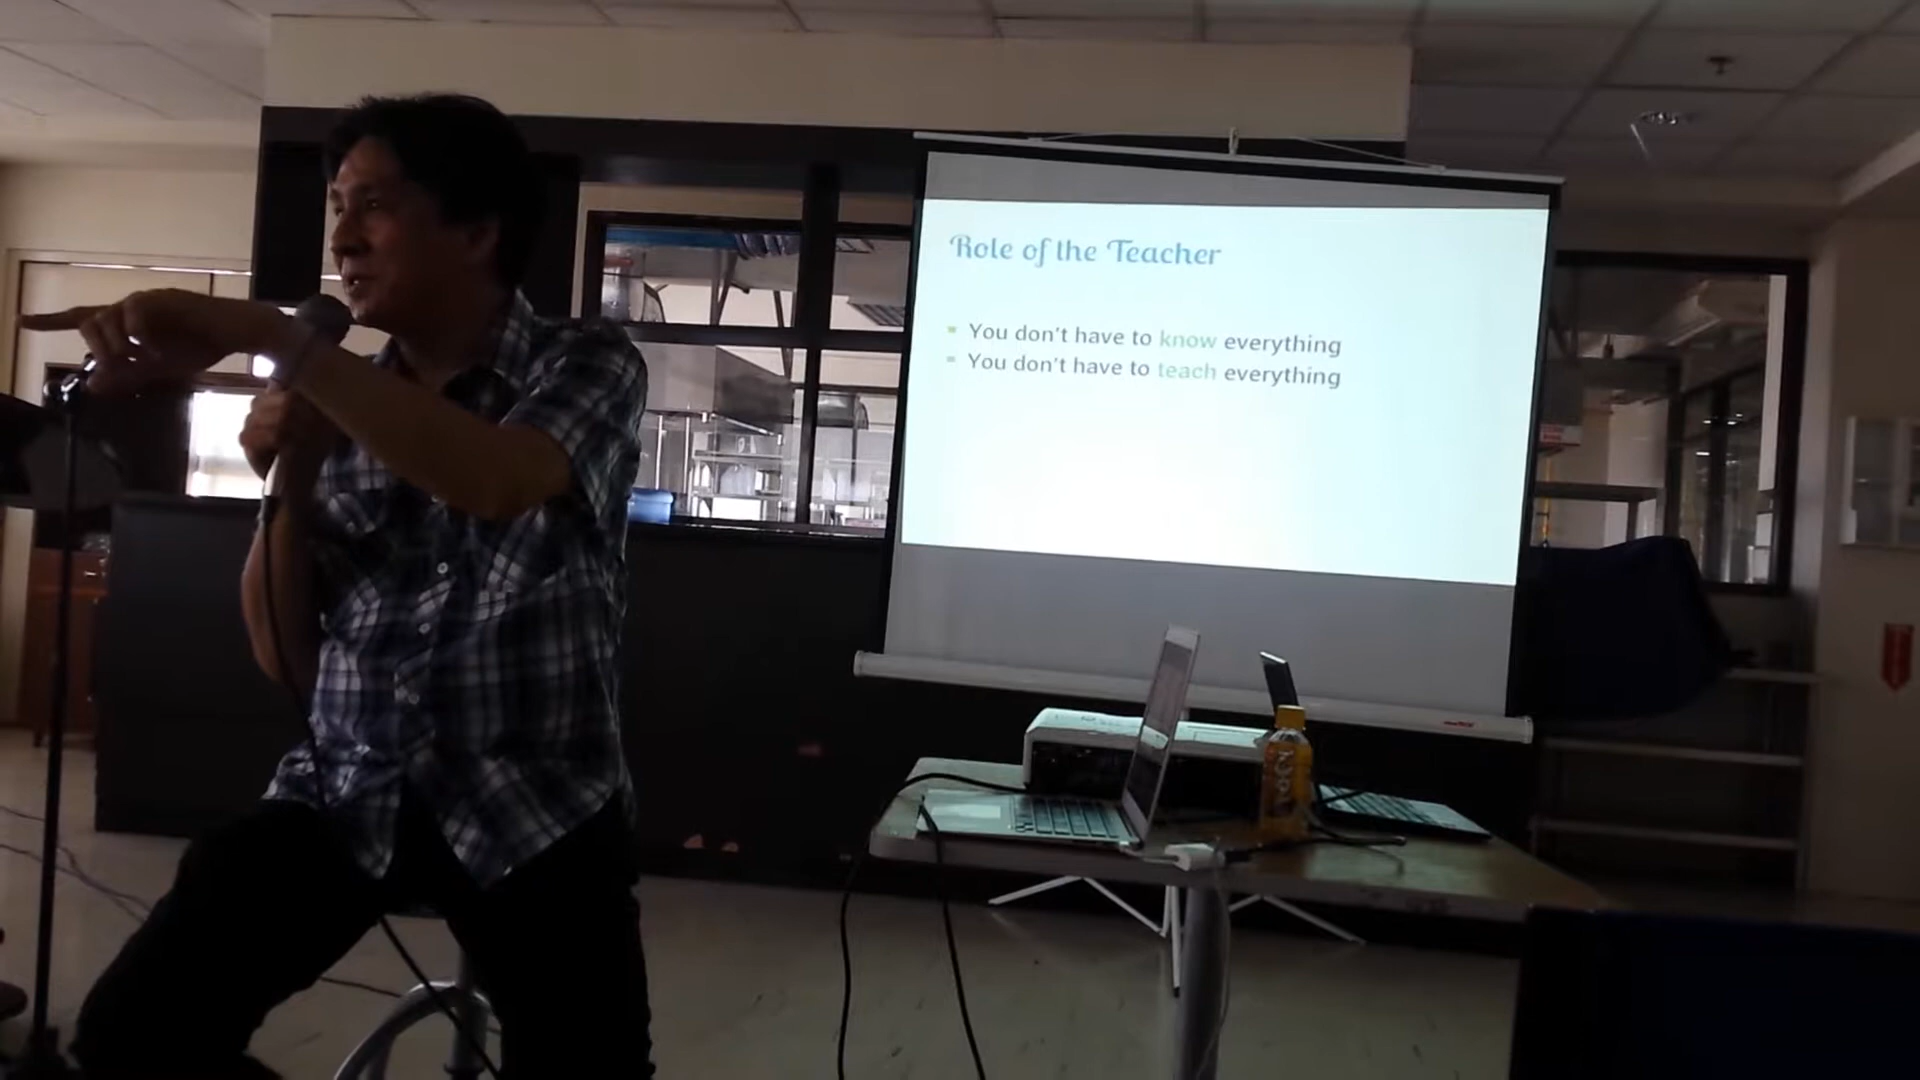 Role of the Teacher
You don't have to know everything
You don't have to teach everything